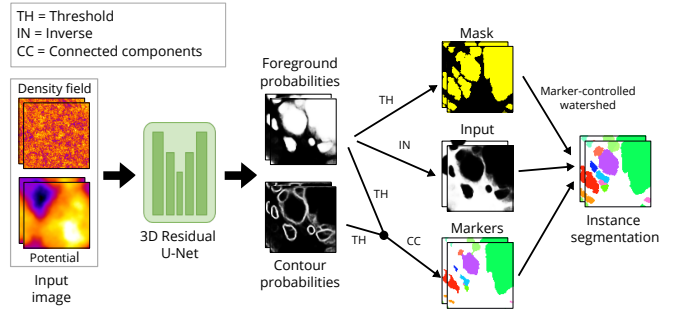 TH = Threshold
IN = Inverse
CC = Connected components
Density field
Potential
Input
image
3D Residual
U-Net
Foreground
probabilities
Contour
probabilities
TH
IN
TH
TH
CC
Mask
Input
Markers
Marker-controlled
watershed
Instance
segmentation